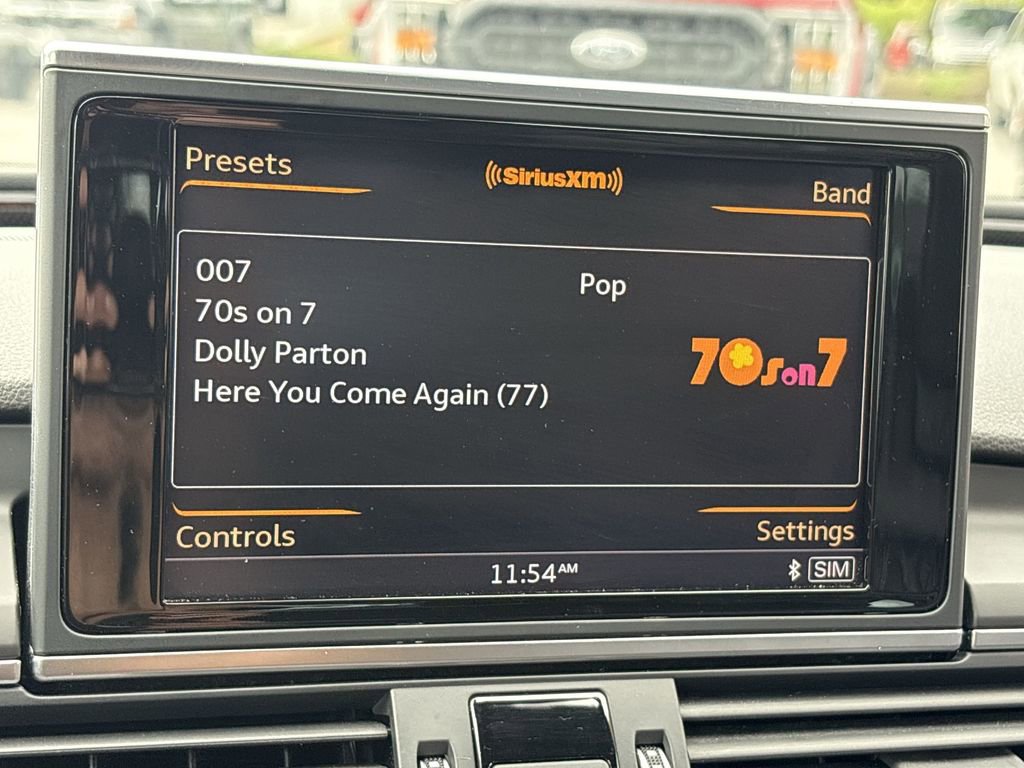 Presets
SiriusXM
Band
007
Pop
70s on 7
Dolly Parton
70s on 7
Here You Come Again (77)
Controls
Settings
11:54AM
SIM